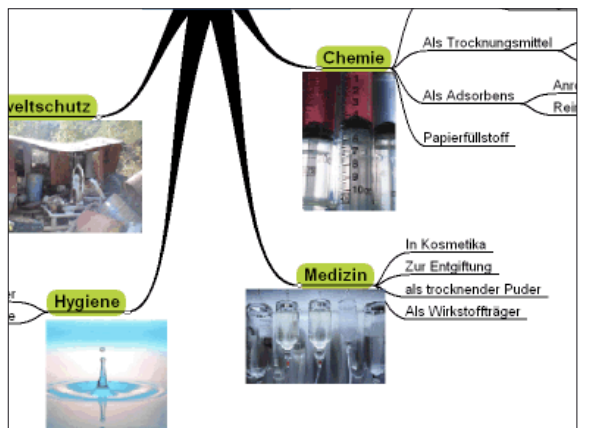 Chemie
Als Trocknungsmittel
Als Adsorbens
Papierfüllstoff
weltschutz
In Kosmetika
Medizin
Zur Entgiftung
als trocknender Puder
Als Wirkstoffträger
Hygiene